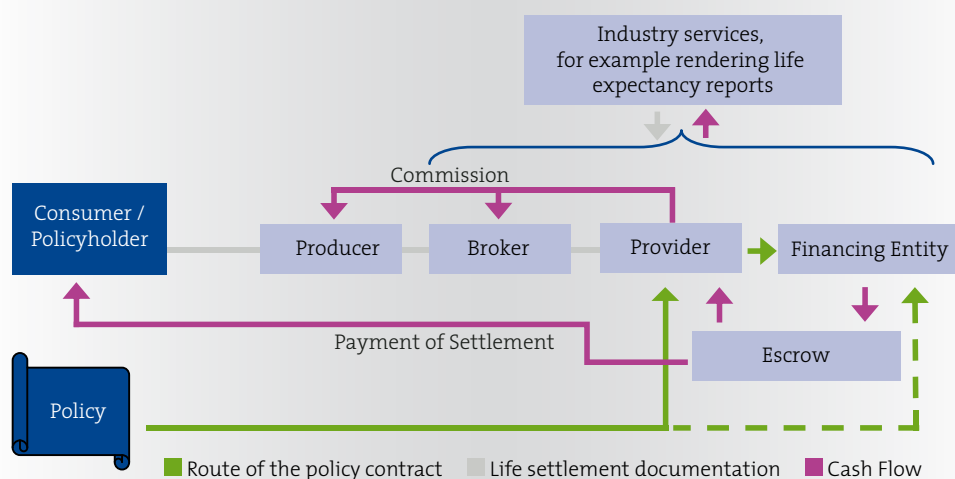 Industry services,
for example rendering life
expectancy reports
Commission
Consumer /
Policyholder
Producer
Broker
Provider
Financing Entity
Payment of Settlement
Escrow
Policy
Route of the policy contract
Life settlement documentation
Cash Flow